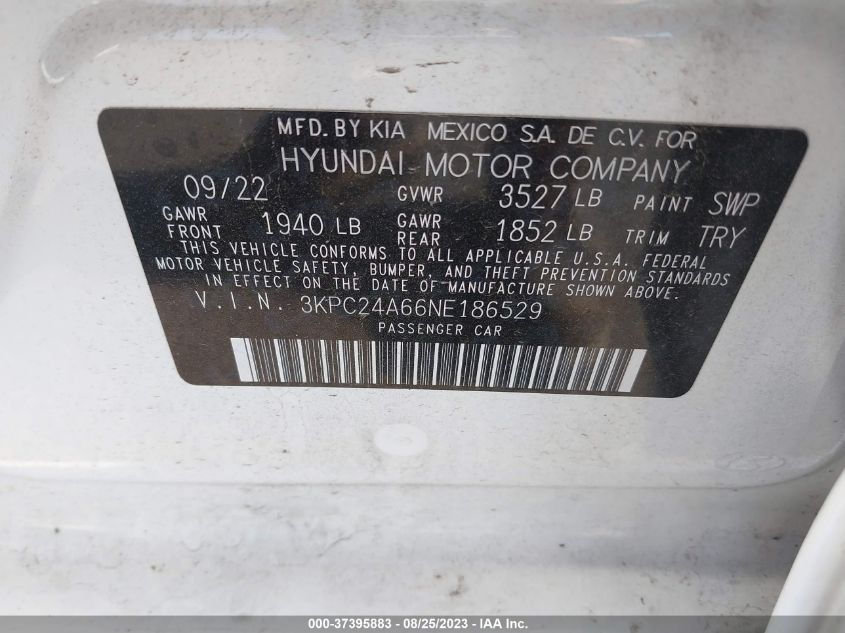 MFD. BY KIA MEXICO S.A. DE C.V. FOR
HYUNDAI MOTOR COMPANY
09/22 GVWR 3527 LB PAINT SWP
GAWR FRONT 1940 LB GAWR REAR 1852 LB TRIM TRY
THIS VEHICLE CONFORMS TO ALL APPLICABLE U.S.A. FEDERAL
MOTOR VEHICLE SAFETY, BUMPER, AND THEFT PREVENTION STANDARDS
IN EFFECT ON THE DATE OF MANUFACTURE SHOWN ABOVE.
V.I.N. 3KPC24A66NE186529
PASSENGER CAR
000-37395883 - 08/25/2023 - IAA Inc.